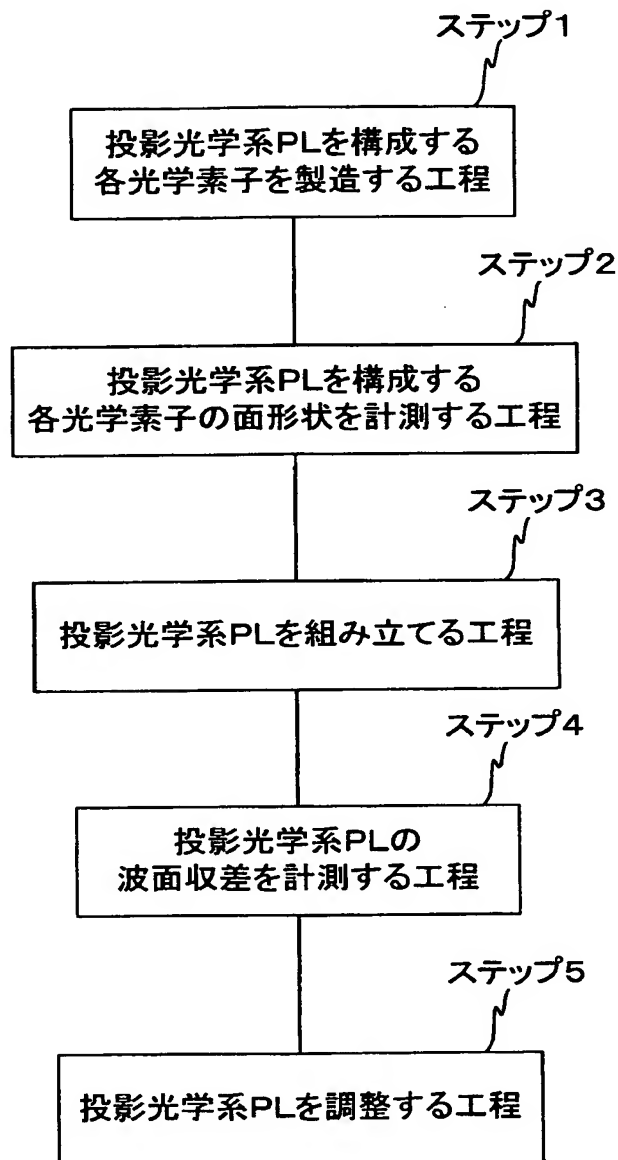 ステップ1
投影光学系PLを構成する
各光学素子を製造する工程
ステップ2
投影光学系PLを構成する
各光学素子の面形状を計測する工程
ステップ3
投影光学系PLを組み立てる工程
ステップ4
投影光学系PLの
波面収差を計測する工程
ステップ5
投影光学系PLを調整する工程